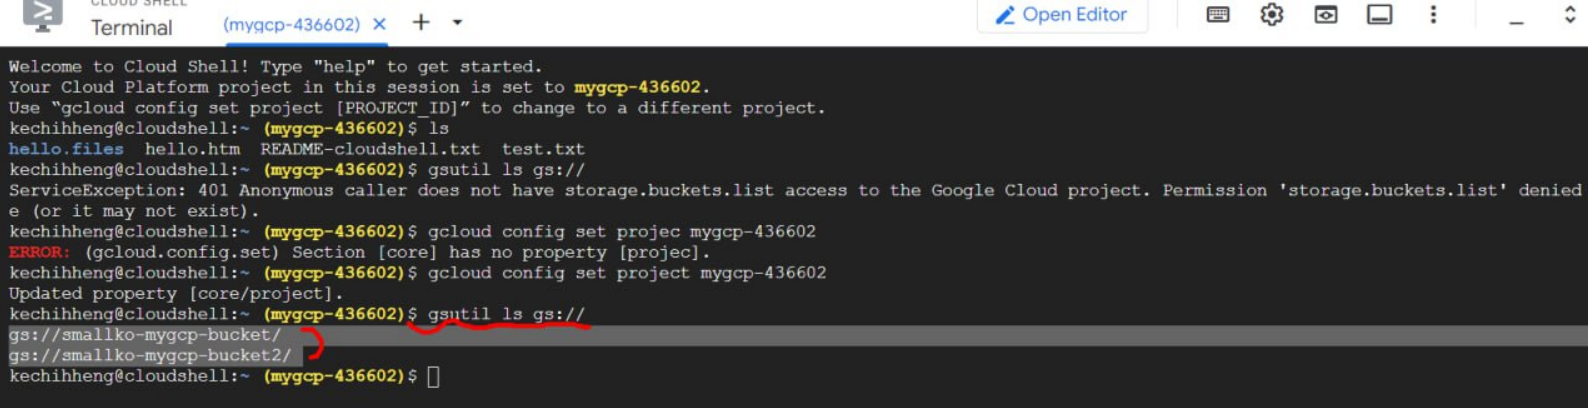 CLOUD SHELL
Terminal
(mygcp-436602)
Open Editor
Welcome to Cloud Shell! Type "help" to get started.
Your Cloud Platform project in this session is set to mygcp-436602.
Use “gcloud config set project [PROJECT_ID]” to change to a different project.
kechihheng@cloudshell:~ (mygcp-436602)$ ls
hello.files hello.htm README-cloudshell.txt test.txt
kechihheng@cloudshell:~ (mygcp-436602)$ gsutil ls gs://
ServiceException: 401 Anonymous caller does not have storage.buckets.list access to the Google Cloud project. Permission 'storage.buckets.list' denied
e (or it may not exist).
kechihheng@cloudshell:~ (mygcp-436602)$ gcloud config set projec mygcp-436602
ERROR: (gcloud.config.set) Section [core] has no property [projec].
kechihheng@cloudshell:~ (mygcp-436602)$ gcloud config set project mygcp-436602
Updated property [core/project].
kechihheng@cloudshell:~ (mygcp-436602)$ gsutil ls gs://
gs://smallko-mygcp-bucket/
gs://smallko-mygcp-bucket2/
kechihheng@cloudshell:~ (mygcp-436602)$